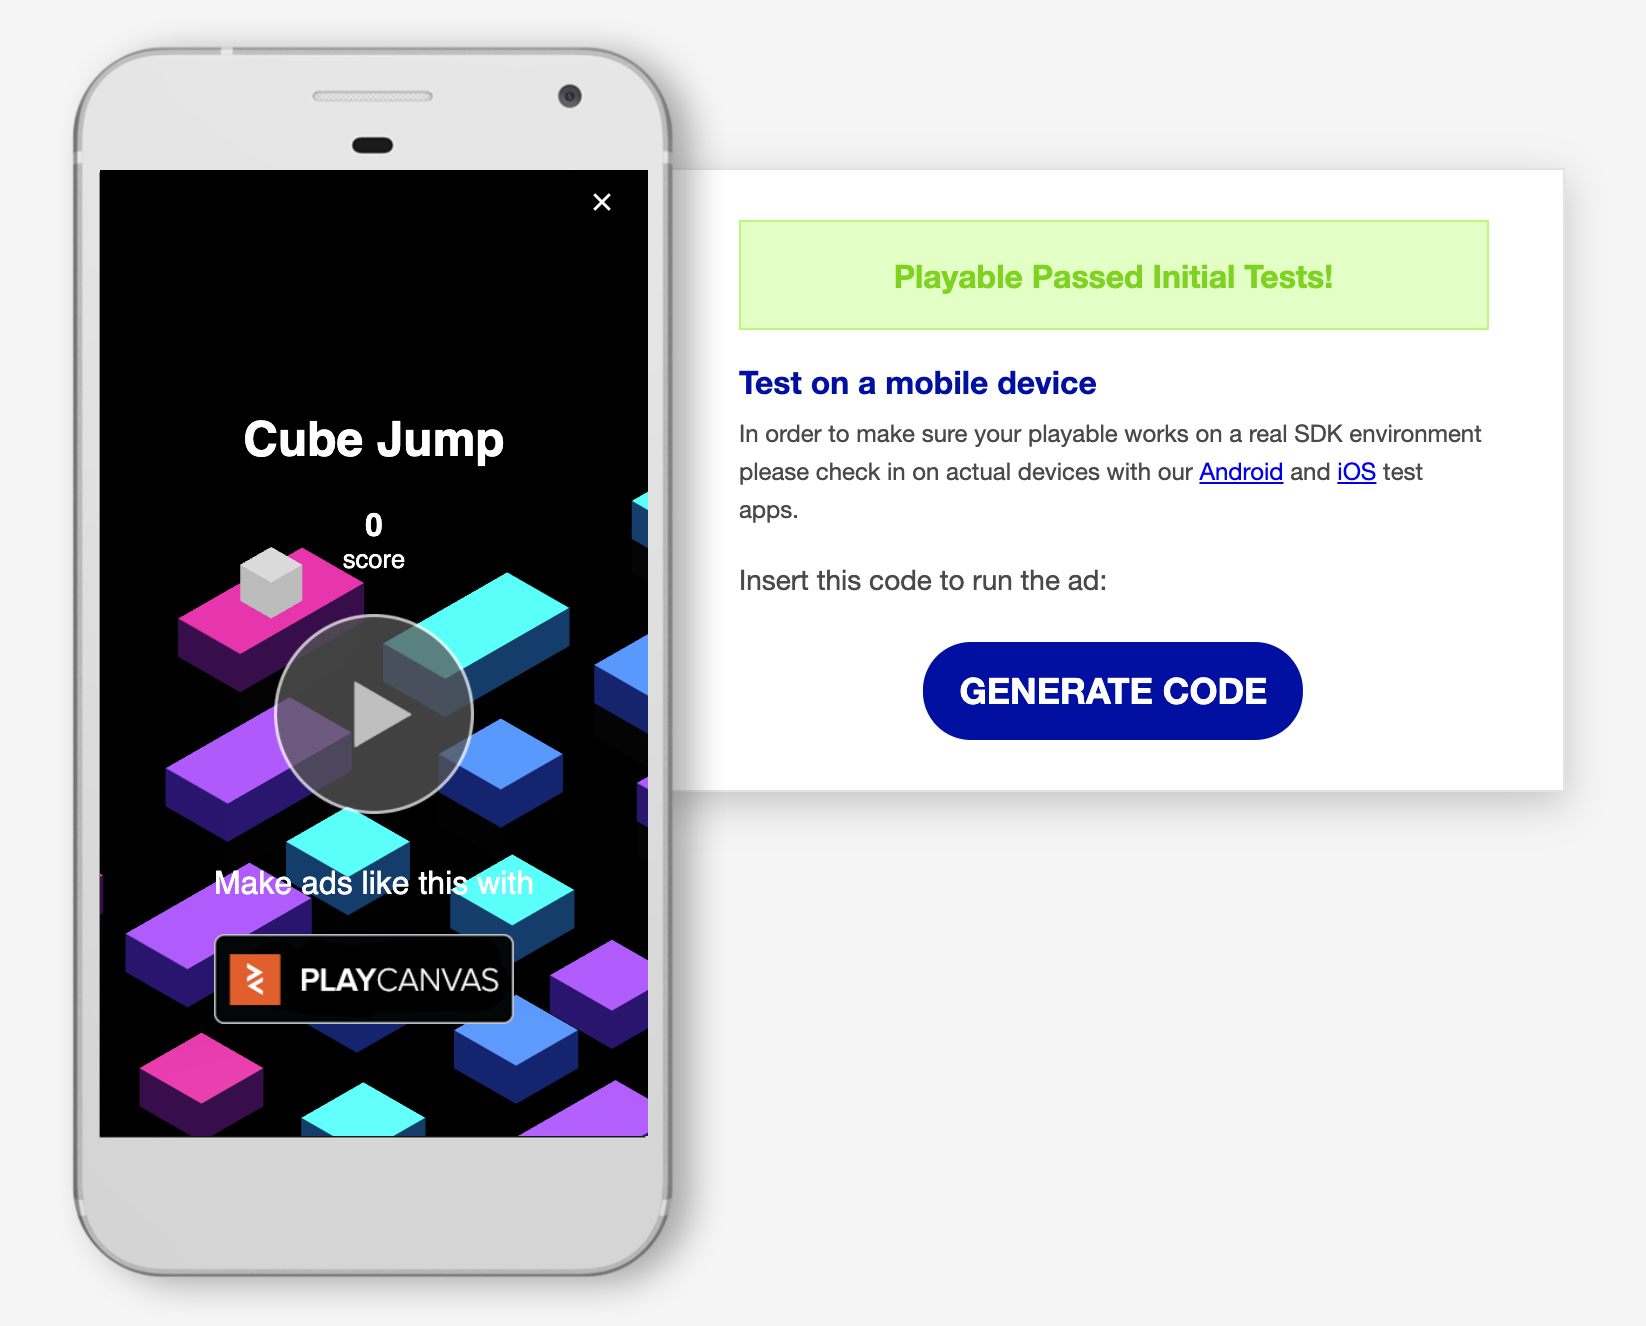 Cube Jump
0
score
Make ads like this with
PLAYCANVAS
Playable Passed Initial Tests!
Test on a mobile device
In order to make sure your playable works on a real SDK environment
please check in on actual devices with our Android and iOS test
apps.
Insert this code to run the ad:
GENERATE CODE